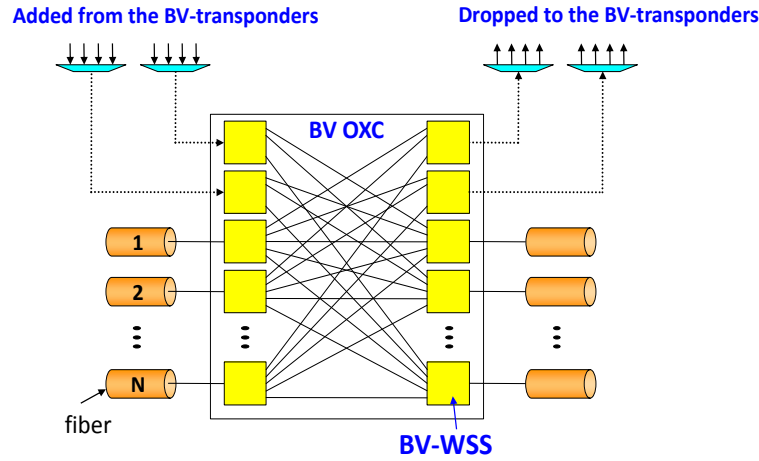 Added from the BV-transponders
Dropped to the BV-transponders
BV OXC
1
2
N
fiber
BV-WSS